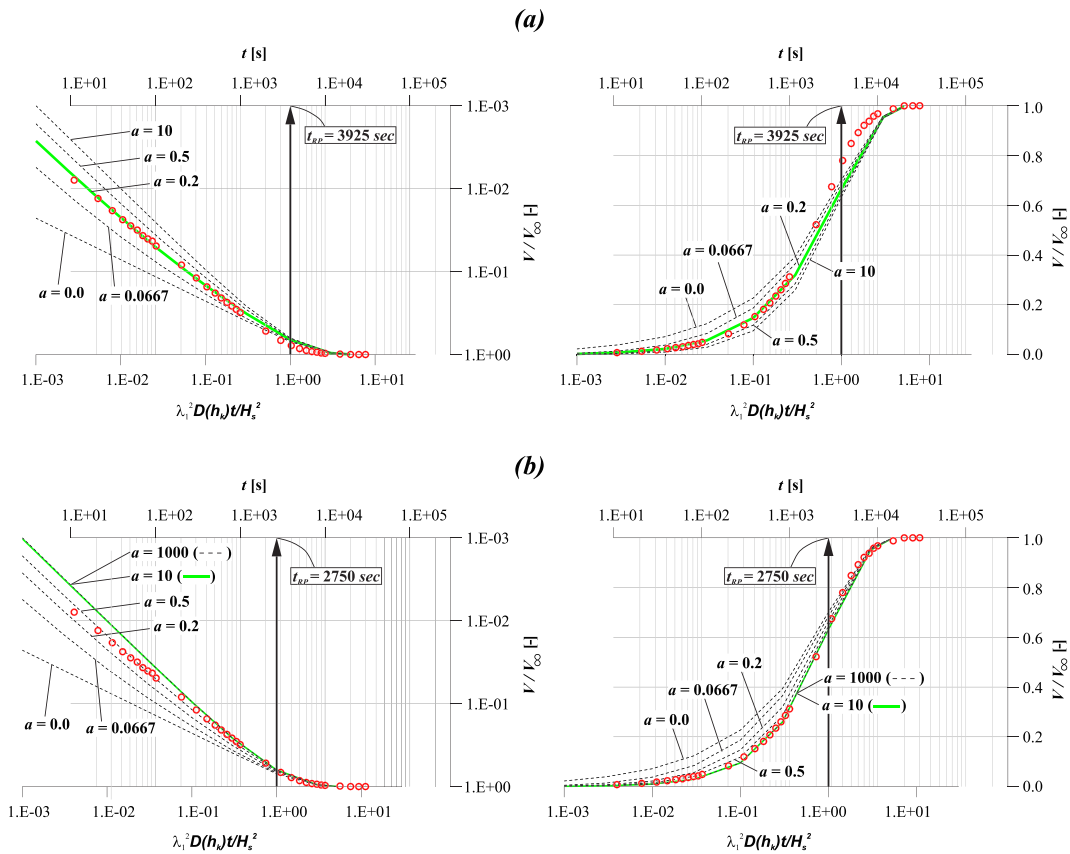 (a)
t [s]
1.E+01 1.E+02 1.E+03 1.E+04 1.E+05
a = 10
a = 0.5
a = 0.2
a = 0.0
a = 0.0667
t_RP = 3925 sec
1.E-03
1.E-02
1.E-01
1.E+00
V / V∞ [-]
1.E-03 1.E-02 1.E-01 1.E+00 1.E+01
λ₁²D(hₖ)t/Hₛ²
t [s]
1.E+01 1.E+02 1.E+03 1.E+04 1.E+05
t_RP = 3925 sec
a = 0.2
a = 0.0667
a = 0.0
a = 10
a = 0.5
1.0
0.8
0.6
0.4
0.2
0.0
V / V∞ [-]
1.E-03 1.E-02 1.E-01 1.E+00 1.E+01
λ₁²D(hₖ)t/Hₛ²
(b)
t [s]
1.E+01 1.E+02 1.E+03 1.E+04 1.E+05
a = 1000 (- - -)
a = 10 (—)
a = 0.5
a = 0.2
a = 0.0
a = 0.0667
t_RP = 2750 sec
1.E-03
1.E-02
1.E-01
1.E+00
V / V∞ [-]
1.E-03 1.E-02 1.E-01 1.E+00 1.E+01
λ₁²D(hₖ)t/Hₛ²
t [s]
1.E+01 1.E+02 1.E+03 1.E+04 1.E+05
t_RP = 2750 sec
a = 0.2
a = 0.0667
a = 0.0
a = 1000 (- - -)
a = 10 (—)
a = 0.5
1.0
0.8
0.6
0.4
0.2
0.0
V / V∞ [-]
1.E-03 1.E-02 1.E-01 1.E+00 1.E+01
λ₁²D(hₖ)t/Hₛ²